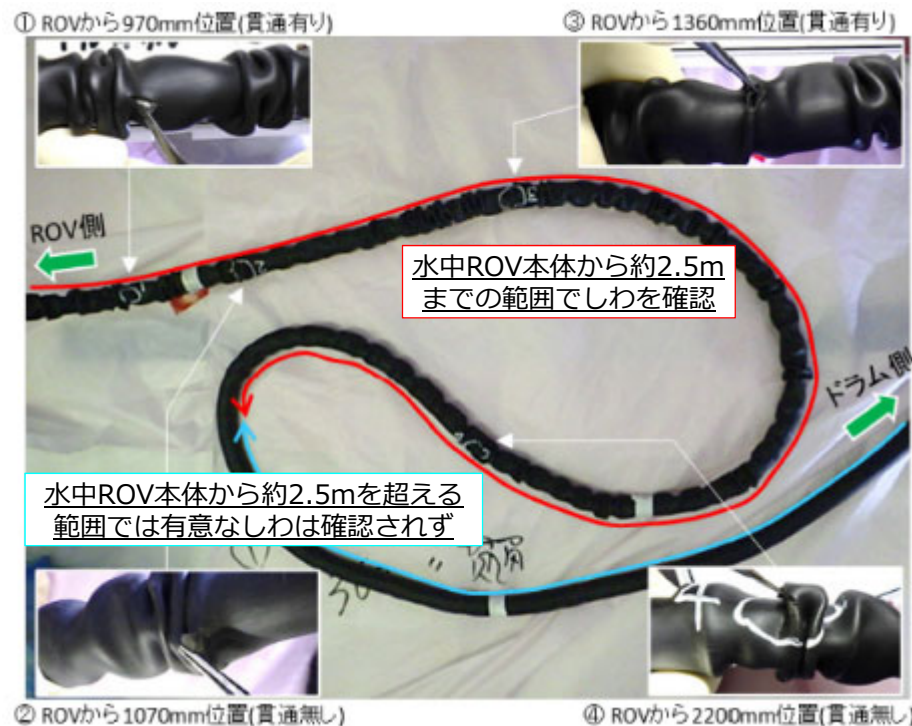 ① ROVから970mm位置(貫通有り)
③ ROVから1360mm位置(貫通有り)
ROV側
水中ROV本体から約2.5m
までの範囲でしわを確認
ドラム側
水中ROV本体から約2.5mを超える
範囲では有意なしわは確認されず
② ROVから1070mm位置(貫通無し)
④ ROVから2200mm位置(貫通無し)